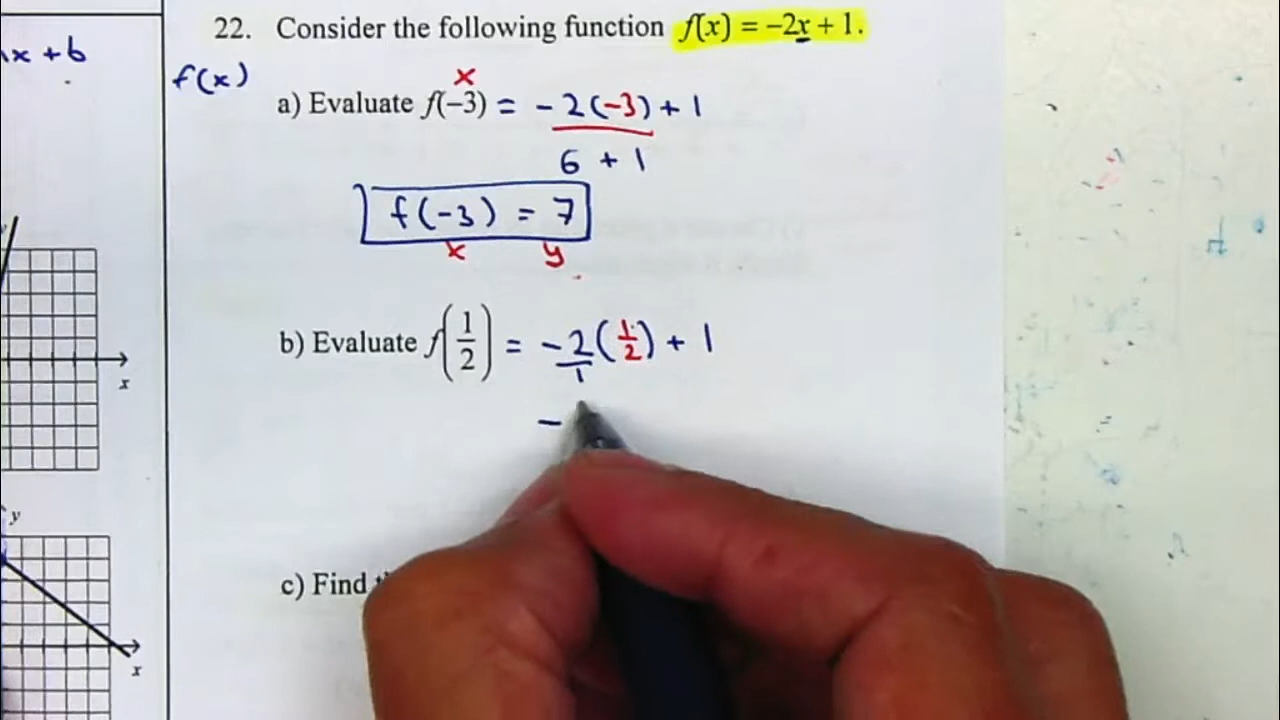 22. Consider the following function f(x) = –2x + 1.
x + b
f(x)
x
a) Evaluate f(–3) = - 2(-3) + 1
6 + 1
f(-3) = 7
x y
b) Evaluate f(1/2) = -2/1 (1/2) + 1
-
c) Find
x
y
x